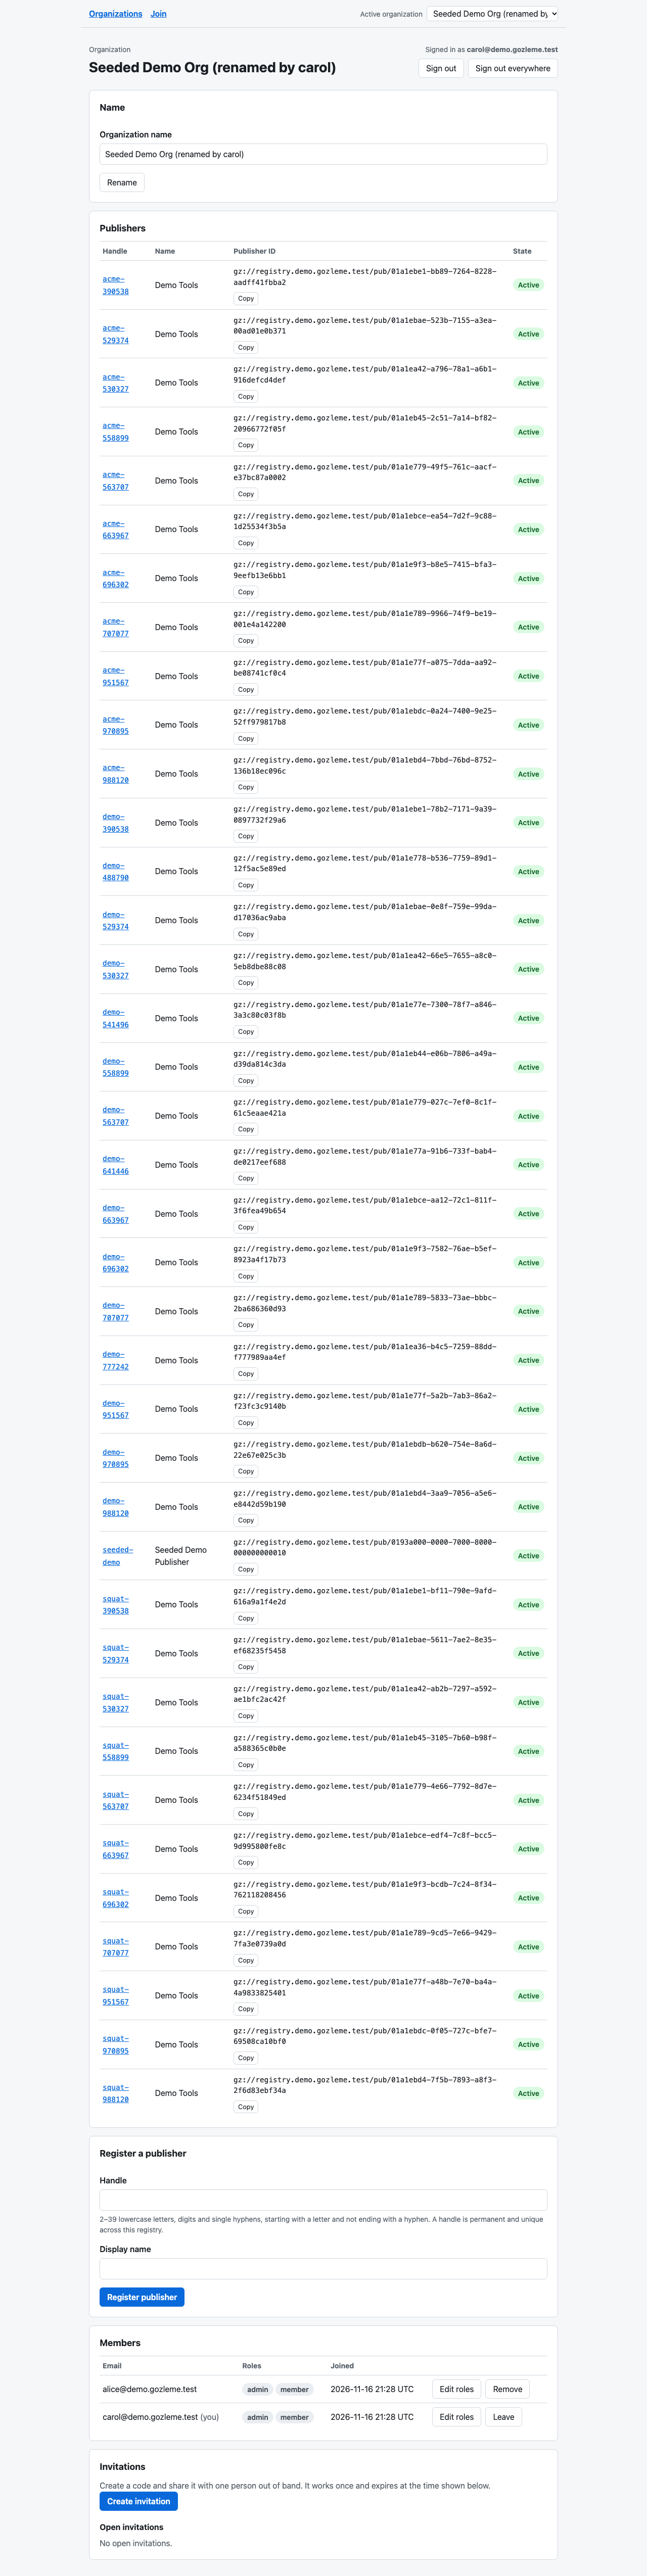 Organizations Join Active organization Seeded Demo Org (renamed by
Organization Signed in as carol@demo.gozleme.test
Seeded Demo Org (renamed by carol) Sign out Sign out everywhere
Name
Organization name
Seeded Demo Org (renamed by carol)
Rename
Publishers
Handle Name Publisher ID State
acme-390538 Demo Tools gz://registry.demo.gozleme.test/pub/01a1ebe1-bb89-7264-8228-aadff41fbba2 Copy Active
acme-529374 Demo Tools gz://registry.demo.gozleme.test/pub/01a1ebae-523b-7155-a3ea-00ad01e0b371 Copy Active
acme-530327 Demo Tools gz://registry.demo.gozleme.test/pub/01a1ea42-a796-78a1-a6b1-916defcd4def Copy Active
acme-558899 Demo Tools gz://registry.demo.gozleme.test/pub/01a1eb45-2c51-7a14-bf82-20966772f05f Copy Active
acme-563707 Demo Tools gz://registry.demo.gozleme.test/pub/01a1e779-49f5-761c-aacf-e37bc87a0002 Copy Active
acme-663967 Demo Tools gz://registry.demo.gozleme.test/pub/01a1ebce-ea54-7d2f-9c88-1d25534f3b5a Copy Active
acme-696302 Demo Tools gz://registry.demo.gozleme.test/pub/01a1e9f3-b8e5-7415-bfa3-9eefb13e6bb1 Copy Active
acme-707077 Demo Tools gz://registry.demo.gozleme.test/pub/01a1e789-9966-74f9-be19-001e4a142200 Copy Active
acme-951567 Demo Tools gz://registry.demo.gozleme.test/pub/01a1e77f-a075-7dda-aa92-be08741cf0c4 Copy Active
acme-970895 Demo Tools gz://registry.demo.gozleme.test/pub/01a1ebdc-0a24-7400-9e25-52ff979817b8 Copy Active
acme-988120 Demo Tools gz://registry.demo.gozleme.test/pub/01a1ebd4-7bbd-76bd-8752-136b18ec096c Copy Active
demo-390538 Demo Tools gz://registry.demo.gozleme.test/pub/01a1ebe1-78b2-7171-9a39-0897732f29a6 Copy Active
demo-488790 Demo Tools gz://registry.demo.gozleme.test/pub/01a1e778-b536-7759-89d1-12f5ac5e89ed Copy Active
demo-529374 Demo Tools gz://registry.demo.gozleme.test/pub/01a1ebae-0e8f-759e-99da-d17036ac9aba Copy Active
demo-530327 Demo Tools gz://registry.demo.gozleme.test/pub/01a1ea42-66e5-7655-a8c0-5eb8dbe88c08 Copy Active
demo-541496 Demo Tools gz://registry.demo.gozleme.test/pub/01a1e77e-7300-78f7-a846-3a3c80c03f8b Copy Active
demo-558899 Demo Tools gz://registry.demo.gozleme.test/pub/01a1eb44-e06b-7806-a49a-d39da814c3da Copy Active
demo-563707 Demo Tools gz://registry.demo.gozleme.test/pub/01a1e779-027c-7ef0-8c1f-61c5eaae421a Copy Active
demo-641446 Demo Tools gz://registry.demo.gozleme.test/pub/01a1e77a-91b6-733f-bab4-de0217eef688 Copy Active
demo-663967 Demo Tools gz://registry.demo.gozleme.test/pub/01a1ebce-aa12-72c1-811f-3f6fea49b654 Copy Active
demo-696302 Demo Tools gz://registry.demo.gozleme.test/pub/01a1e9f3-7582-76ae-b5ef-8923a4f17b73 Copy Active
demo-707077 Demo Tools gz://registry.demo.gozleme.test/pub/01a1e789-5833-73ae-bbbc-2ba686360d93 Copy Active
demo-777242 Demo Tools gz://registry.demo.gozleme.test/pub/01a1ea36-b4c5-7259-88dd-f777989aa4ef Copy Active
demo-951567 Demo Tools gz://registry.demo.gozleme.test/pub/01a1e77f-5a2b-7ab3-86a2-f23fc3c9140b Copy Active
demo-970895 Demo Tools gz://registry.demo.gozleme.test/pub/01a1ebdb-b620-754e-8a6d-22e67e025c3b Copy Active
demo-988120 Demo Tools gz://registry.demo.gozleme.test/pub/01a1ebd4-3aa9-7056-a5e6-e8442d59b190 Copy Active
seeded-demo Seeded Demo Publisher gz://registry.demo.gozleme.test/pub/0193a000-0000-7000-8000-000000000010 Copy Active
squat-390538 Demo Tools gz://registry.demo.gozleme.test/pub/01a1ebe1-bf11-790e-9afd-616a9a1f4e2d Copy Active
squat-529374 Demo Tools gz://registry.demo.gozleme.test/pub/01a1ebae-5611-7ae2-8e35-ef68235f5458 Copy Active
squat-530327 Demo Tools gz://registry.demo.gozleme.test/pub/01a1ea42-ab2b-7297-a592-ae1bfc2ac42f Copy Active
squat-558899 Demo Tools gz://registry.demo.gozleme.test/pub/01a1eb45-3105-7b60-b98f-a588365c0b0e Copy Active
squat-563707 Demo Tools gz://registry.demo.gozleme.test/pub/01a1e779-4e66-7792-8d7e-6234f51849ed Copy Active
squat-663967 Demo Tools gz://registry.demo.gozleme.test/pub/01a1ebce-edf4-7c8f-bcc5-9d995800fe8c Copy Active
squat-696302 Demo Tools gz://registry.demo.gozleme.test/pub/01a1e9f3-bcdb-7c24-8f34-762118208456 Copy Active
squat-707077 Demo Tools gz://registry.demo.gozleme.test/pub/01a1e789-9cd5-7e66-9429-7fa3e0739a0d Copy Active
squat-951567 Demo Tools gz://registry.demo.gozleme.test/pub/01a1e77f-a48b-7e70-ba4a-4a9833825401 Copy Active
squat-970895 Demo Tools gz://registry.demo.gozleme.test/pub/01a1ebdc-0f05-727c-bfe7-69508ca10bf0 Copy Active
squat-988120 Demo Tools gz://registry.demo.gozleme.test/pub/01a1ebd4-7f5b-7893-a8f3-2f6d83ebf34a Copy Active
Register a publisher
Handle
2–39 lowercase letters, digits and single hyphens, starting with a letter and not ending with a hyphen. A handle is permanent and unique
across this registry.
Display name
Register publisher
Members
Email Roles Joined
alice@demo.gozleme.test admin member 2026-11-16 21:28 UTC Edit roles Remove
carol@demo.gozleme.test (you) admin member 2026-11-16 21:28 UTC Edit roles Leave
Invitations
Create a code and share it with one person out of band. It works once and expires at the time shown below.
Create invitation
Open invitations
No open invitations.